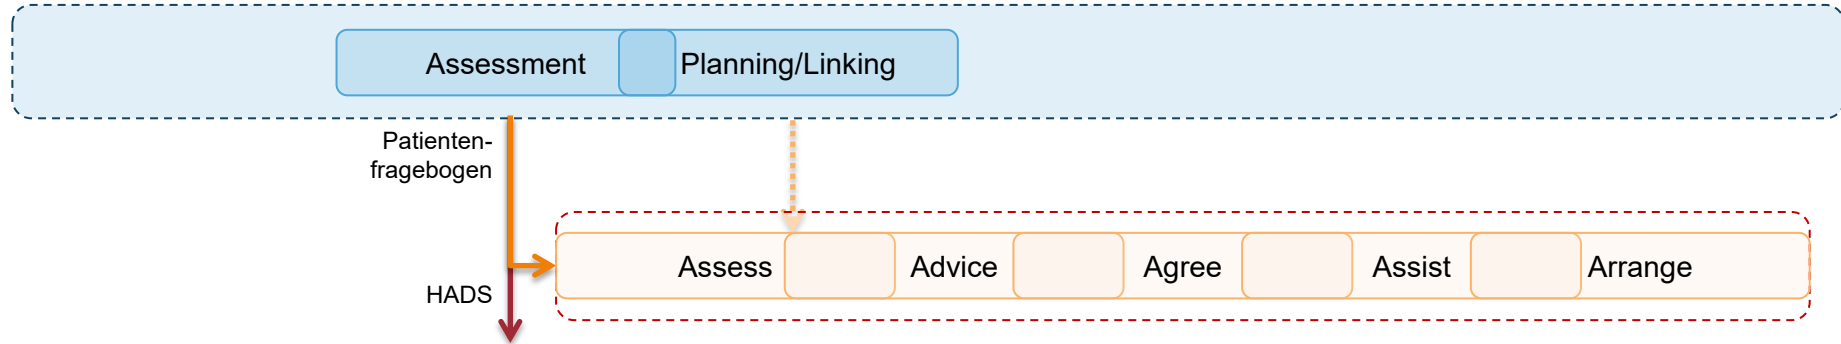 Assessment
Planning/Linking
Patienten-
fragebogen
Assess
Advice
Agree
Assist
Arrange
HADS